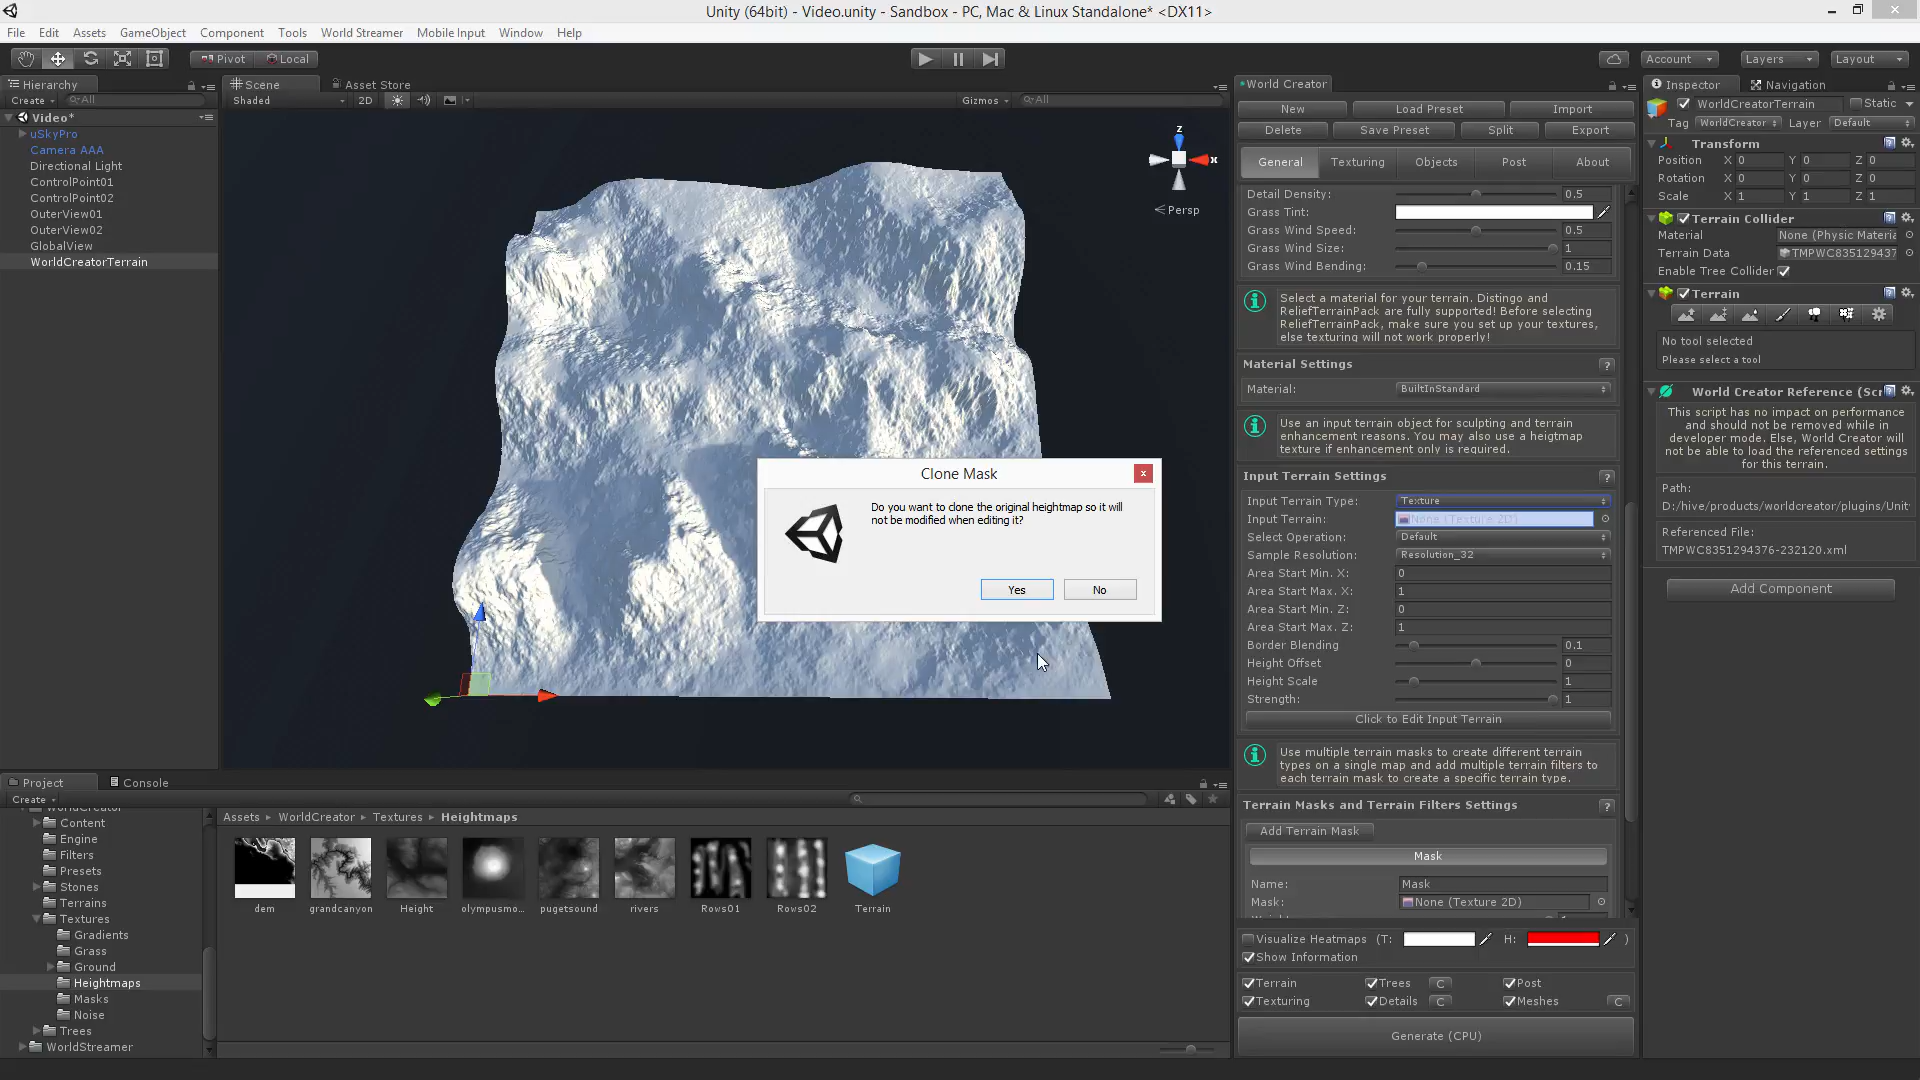 Unity (64bit) - Video.unity - Sandbox - PC, Mac & Linux Standalone* <DX11>
File Edit Assets GameObject Component Tools World Streamer Mobile Input Window Help
Pivot Local
Account Layers Layout
Hierarchy
Create All
Video*
uSkyPro
Camera AAA
Directional Light
ControlPoint01
ControlPoint02
OuterView01
OuterView02
GlobalView
WorldCreatorTerrain
Scene Asset Store
Shaded 2D Gizmos All
z
x
Persp
Clone Mask
Do you want to clone the original heightmap so it will
not be modified when editing it?
Yes No
World Creator
New Load Preset Import
Delete Save Preset Split Export
General Texturing Objects Post About
Detail Density: 0.5
Grass Tint:
Grass Wind Speed: 0.5
Grass Wind Size: 1
Grass Wind Bending: 0.15
Select a material for your terrain. Distingo and
ReliefTerrainPack are fully supported! Before selecting
ReliefTerrainPack, make sure you set up your textures,
else texturing will not work properly!
Material Settings ?
Material: BuiltInStandard
Use an input terrain object for sculpting and terrain
enhancement reasons. You may also use a heigtmap
texture if enhancement only is required.
Input Terrain Settings ?
Input Terrain Type: Texture
Input Terrain: None (Texture 2D)
Select Operation: Default
Sample Resolution: Resolution_32
Area Start Min. X: 0
Area Start Max. X: 1
Area Start Min. Z: 0
Area Start Max. Z: 1
Border Blending 0.1
Height Offset 0
Height Scale 1
Strength: 1
Click to Edit Input Terrain
Use multiple terrain masks to create different terrain
types on a single map and add multiple terrain filters to
each terrain mask to create a specific terrain type.
Terrain Masks and Terrain Filters Settings ?
Add Terrain Mask
Mask
Name: Mask
Mask: None (Texture 2D)
Visualize Heatmaps (T: H: )
Show Information
Terrain Trees C Post
Texturing Details C Meshes C
Generate (CPU)
Inspector Navigation
WorldCreatorTerrain Static
Tag WorldCreator Layer Default
Transform
Position X 0 Y 0 Z 0
Rotation X 0 Y 0 Z 0
Scale X 1 Y 1 Z 1
Terrain Collider
Material None (Physic Materia
Terrain Data TMPWC835129437
Enable Tree Collider
Terrain
No tool selected
Please select a tool
World Creator Reference (Scr
This script has no impact on performance
and should not be removed while in
developer mode. Else, World Creator will
not be able to load the referenced settings
for this terrain.
Path:
D:/hive/products/worldcreator/plugins/Unit
Referenced File:
TMPWC8351294376-232120.xml
Add Component
Project Console
Create
WorldCreator
Content
Engine
Filters
Presets
Stones
Terrains
Textures
Gradients
Grass
Ground
Heightmaps
Masks
Noise
Trees
WorldStreamer
Assets WorldCreator Textures Heightmaps
dem grandcanyon Height olympusmo... pugetsound rivers Rows01 Rows02 Terrain